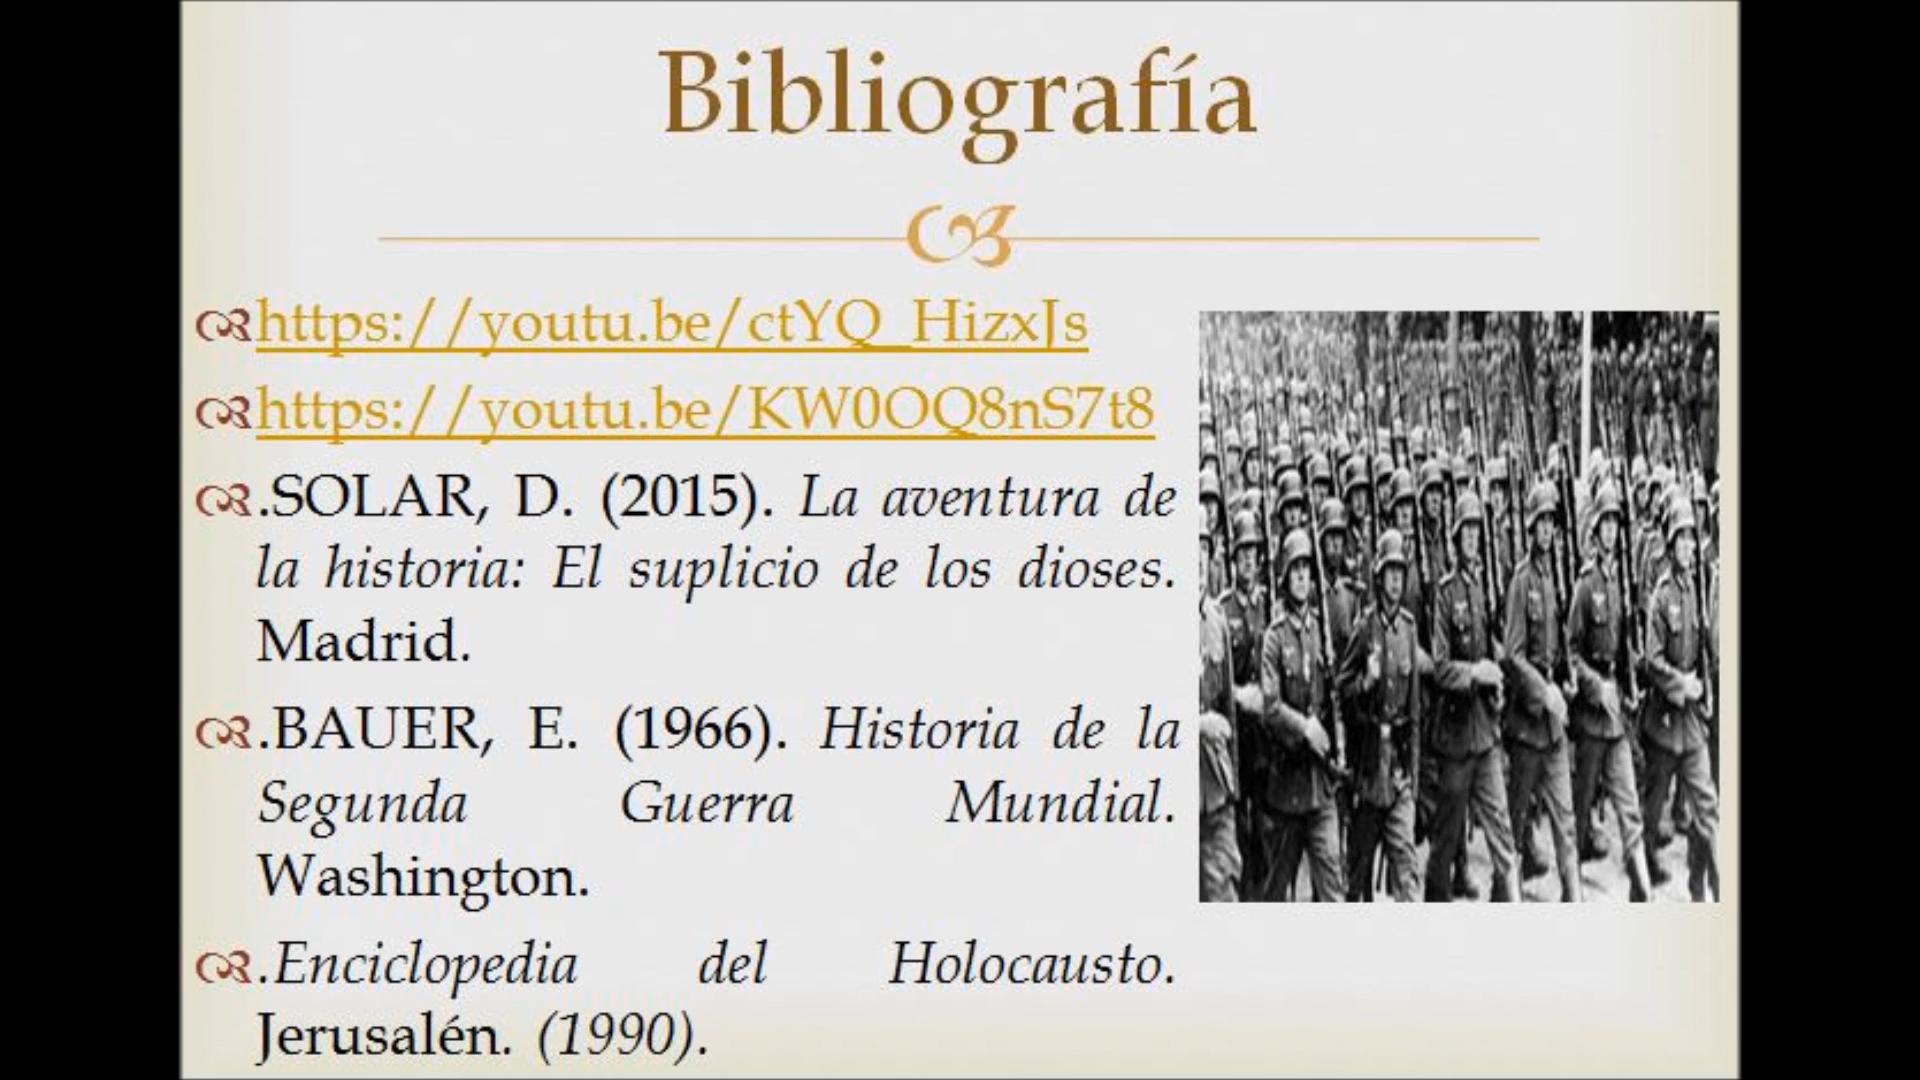 Bibliografía
https://youtu.be/ctYQ_HizxJs
https://youtu.be/KW0OQ8nS7t8
.SOLAR, D. (2015). La aventura de
la historia: El suplicio de los dioses.
Madrid.
.BAUER, E. (1966). Historia de la
Segunda Guerra Mundial.
Washington.
.Enciclopedia del Holocausto.
Jerusalén. (1990).